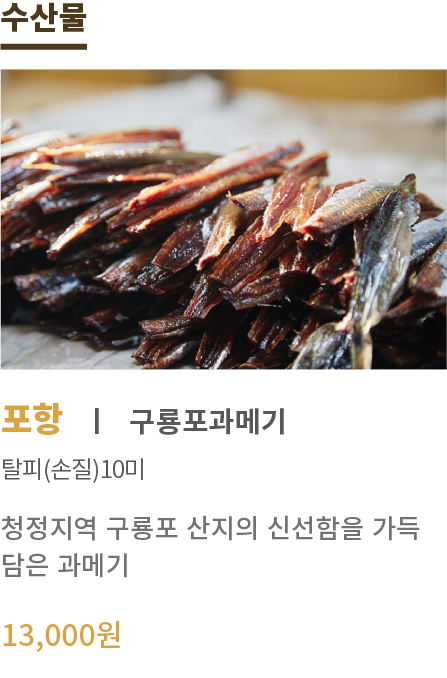 수산물
포항 | 구룡포과메기
탈피(손질)10미
청정지역 구룡포 산지의 신선함을 가득
담은 과메기
13,000원